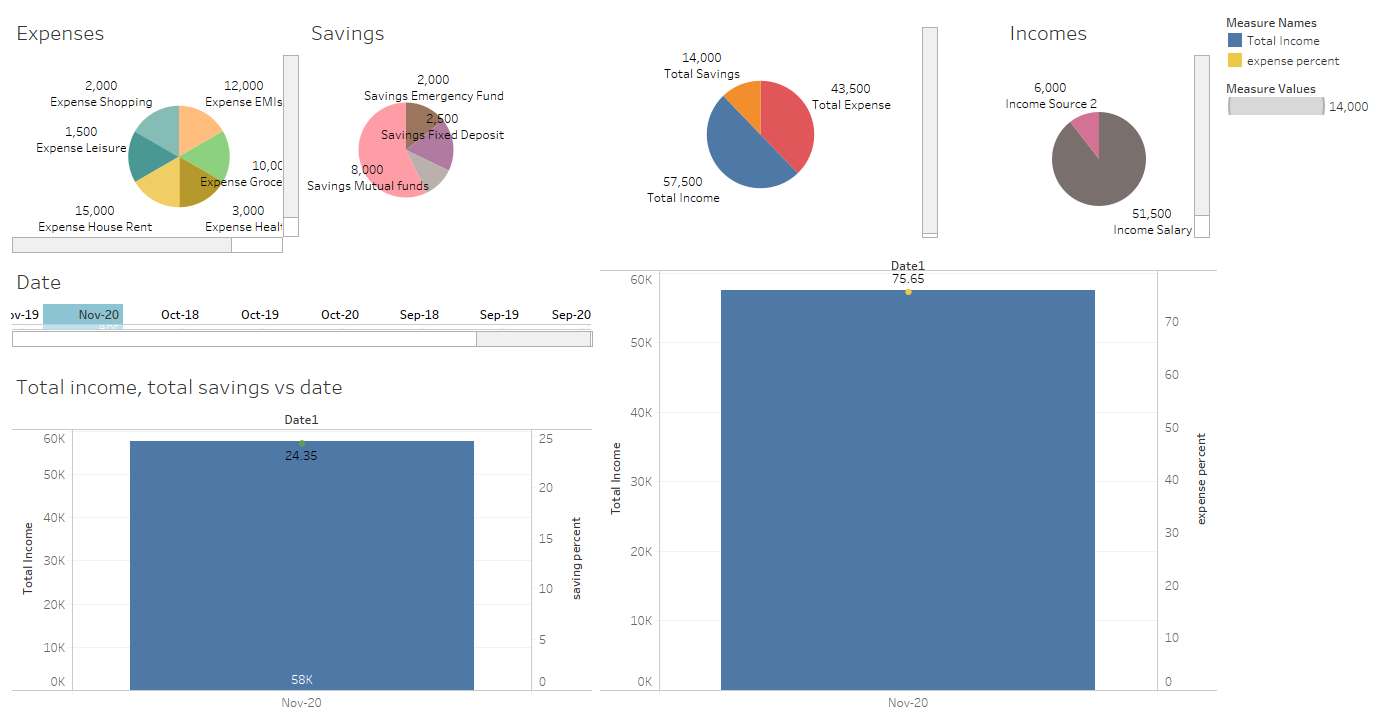 Expenses
2,000
Expense Shopping
12,000
Expense EMIs
1,500
Expense Leisure
10,00
Expense Groce
15,000
Expense House Rent
3,000
Expense Healt
Savings
2,000
Savings Emergency Fund
2,500
Savings Fixed Deposit
8,000
Savings Mutual funds
14,000
Total Savings
43,500
Total Expense
57,500
Total Income
Incomes
6,000
Income Source 2
51,500
Income Salary
Measure Names
Total Income
expense percent
Measure Values
14,000
Date
ov-19 Nov-20 Oct-18 Oct-19 Oct-20 Sep-18 Sep-19 Sep-20
Total income, total savings vs date
Date1
60K
50K
40K
30K
20K
10K
0K
Total Income
24.35
58K
25
20
15
10
5
0
saving percent
Nov-20
Date1
75.65
60K
50K
40K
30K
20K
10K
0K
Total Income
70
60
50
40
30
20
10
0
expense percent
Nov-20